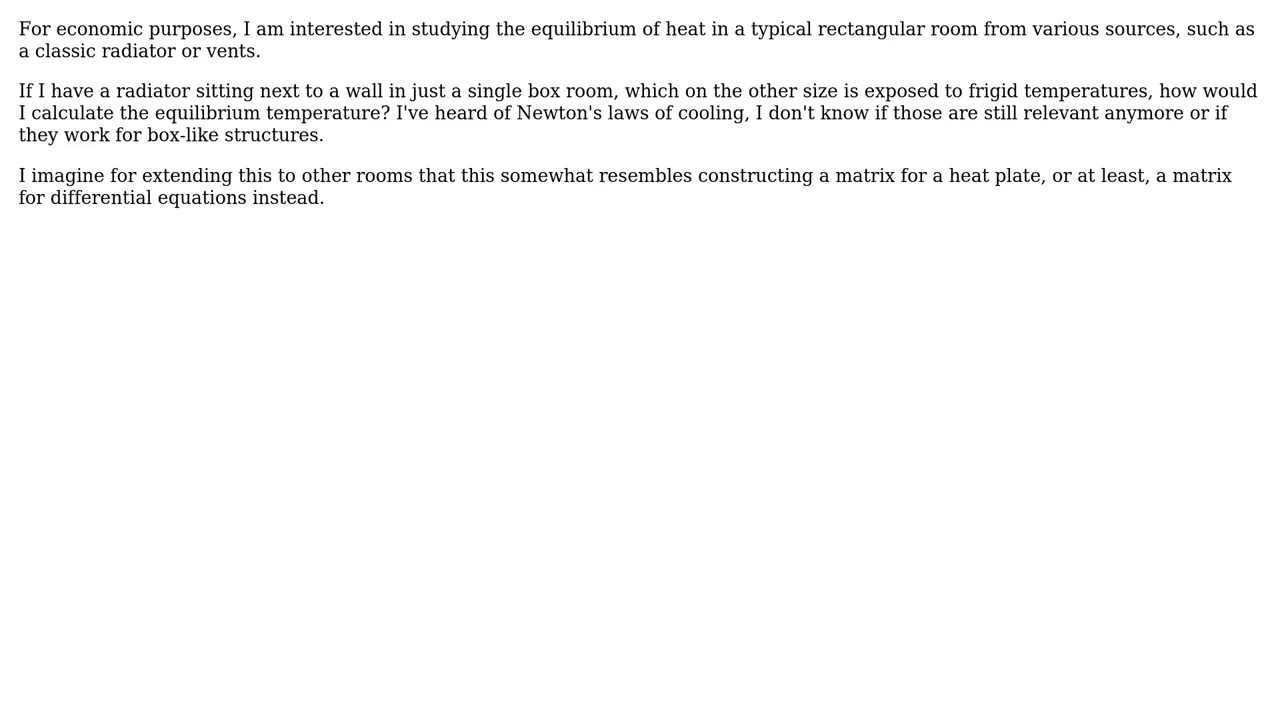 For economic purposes, I am interested in studying the equilibrium of heat in a typical rectangular room from various sources, such as
a classic radiator or vents.
If I have a radiator sitting next to a wall in just a single box room, which on the other size is exposed to frigid temperatures, how would
I calculate the equilibrium temperature? I've heard of Newton's laws of cooling, I don't know if those are still relevant anymore or if
they work for box-like structures.
I imagine for extending this to other rooms that this somewhat resembles constructing a matrix for a heat plate, or at least, a matrix
for differential equations instead.